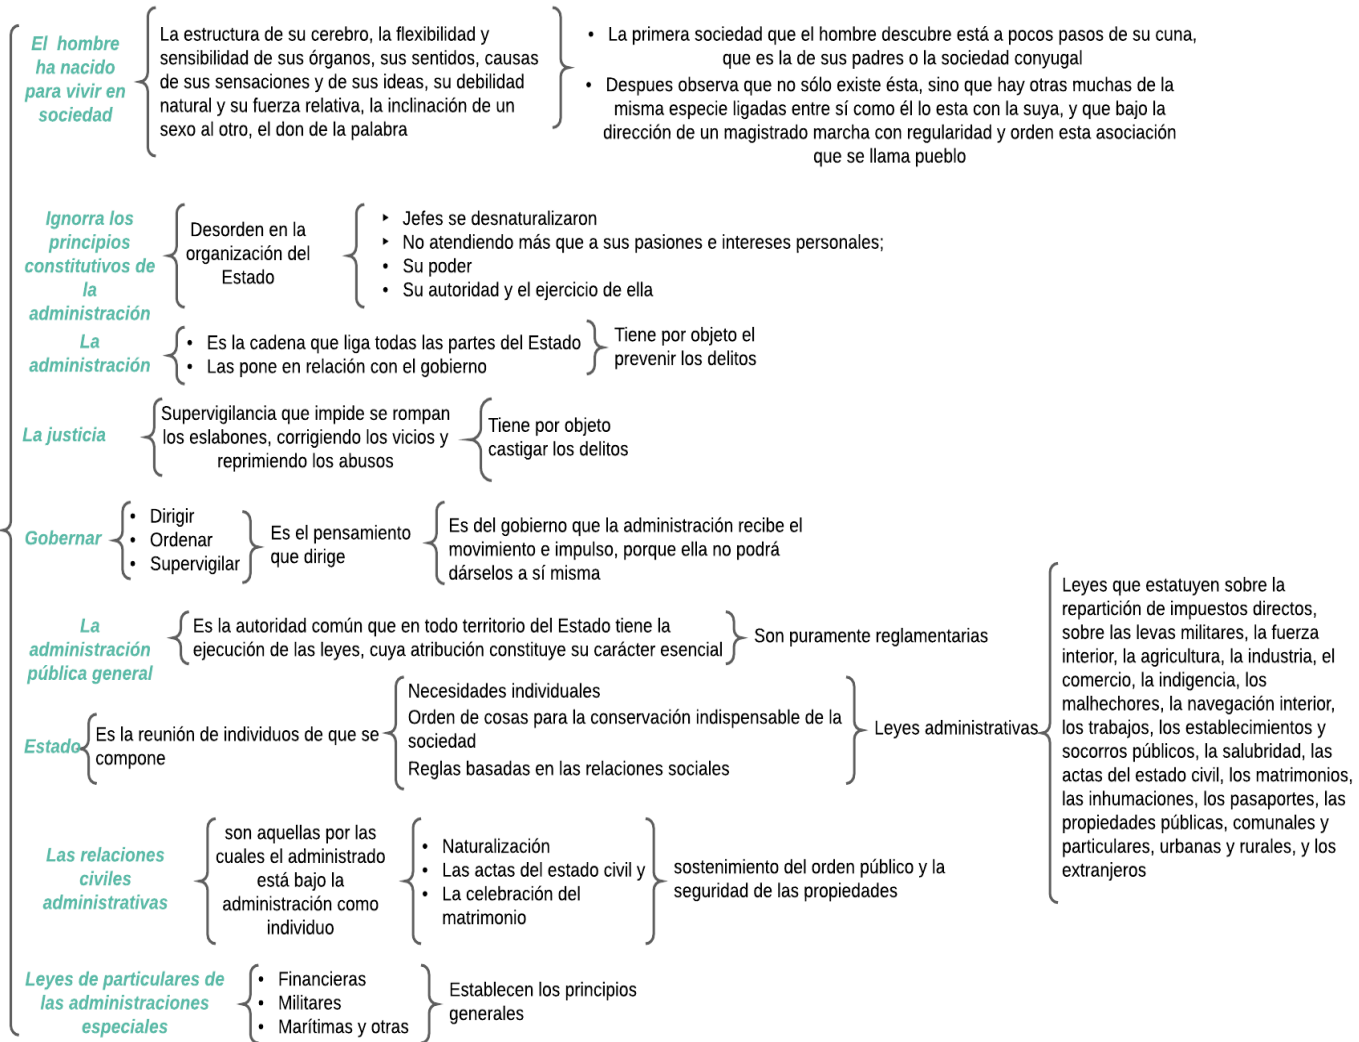 El  hombre
ha nacido
para vivir en
sociedad
La estructura de su cerebro, la flexibilidad y
sensibilidad de sus órganos, sus sentidos, causas
de sus sensaciones y de sus ideas, su debilidad
natural y su fuerza relativa, la inclinación de un
sexo al otro, el don de la palabra
• La primera sociedad que el hombre descubre está a pocos pasos de su cuna,
que es la de sus padres o la sociedad conyugal
• Despues observa que no sólo existe ésta, sino que hay otras muchas de la
misma especie ligadas entre sí como él lo esta con la suya, y que bajo la
dirección de un magistrado marcha con regularidad y orden esta asociación
que se llama pueblo
Ignorra los
principios
constitutivos de
la
administración
Desorden en la
organización del
Estado
‣ Jefes se desnaturalizaron
‣ No atendiendo más que a sus pasiones e intereses personales;
• Su poder
• Su autoridad y el ejercicio de ella
La
administración
• Es la cadena que liga todas las partes del Estado
• Las pone en relación con el gobierno
Tiene por objeto el
prevenir los delitos
La justicia
Supervigilancia que impide se rompan
los eslabones, corrigiendo los vicios y
reprimiendo los abusos
Tiene por objeto
castigar los delitos
Gobernar
• Dirigir
• Ordenar
• Supervigilar
Es el pensamiento
que dirige
Es del gobierno que la administración recibe el
movimiento e impulso, porque ella no podrá
dárselos a sí misma
La
administración
pública general
Es la autoridad común que en todo territorio del Estado tiene la
ejecución de las leyes, cuya atribución constituye su carácter esencial
Son puramente reglamentarias
Estado
Es la reunión de individuos de que se
compone
Necesidades individuales
Orden de cosas para la conservación indispensable de la
sociedad
Reglas basadas en las relaciones sociales
Leyes administrativas
Leyes que estatuyen sobre la
repartición de impuestos directos,
sobre las levas militares, la fuerza
interior, la agricultura, la industria, el
comercio, la indigencia, los
malhechores, la navegación interior,
los trabajos, los establecimientos y
socorros públicos, la salubridad, las
actas del estado civil, los matrimonios,
las inhumaciones, los pasaportes, las
propiedades públicas, comunales y
particulares, urbanas y rurales, y los
extranjeros
Las relaciones
civiles
administrativas
son aquellas por las
cuales el administrado
está bajo la
administración como
individuo
• Naturalización
• Las actas del estado civil y
• La celebración del
matrimonio
sostenimiento del orden público y la
seguridad de las propiedades
Leyes de particulares de
las administraciones
especiales
• Financieras
• Militares
• Marítimas y otras
Establecen los principios
generales